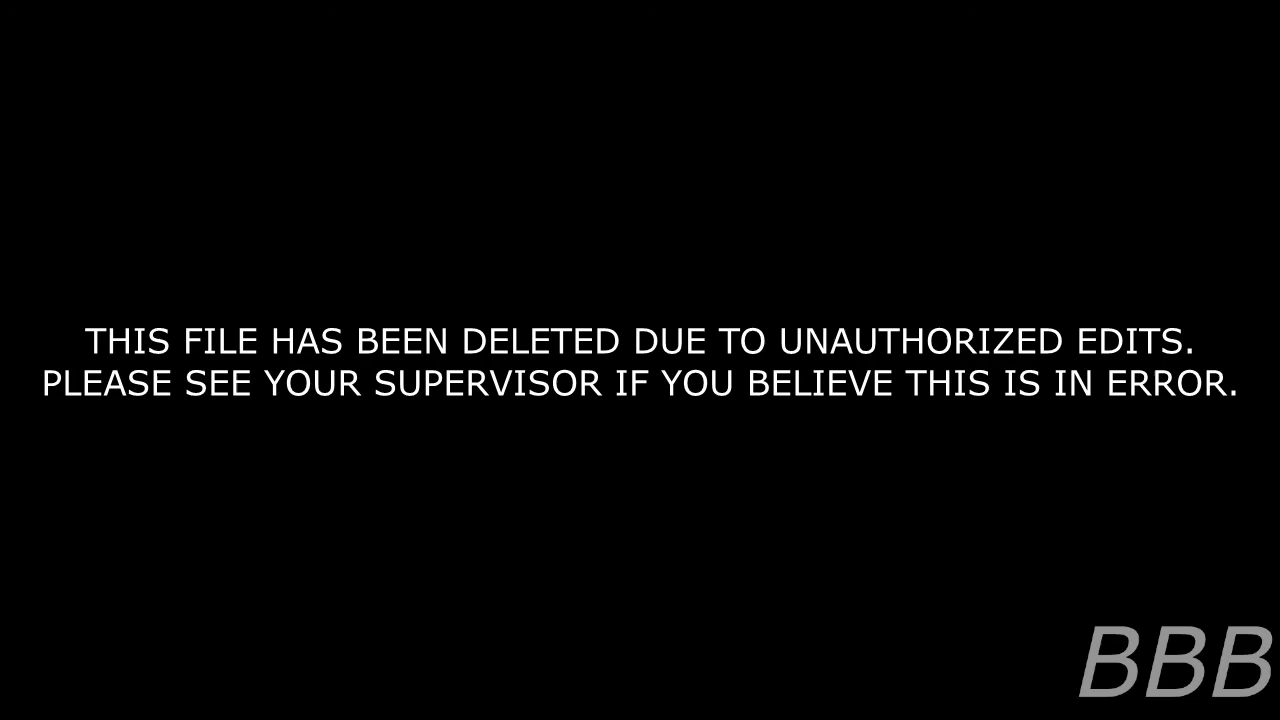 THIS FILE HAS BEEN DELETED DUE TO UNAUTHORIZED EDITS.
PLEASE SEE YOUR SUPERVISOR IF YOU BELIEVE THIS IS IN ERROR.
BBB